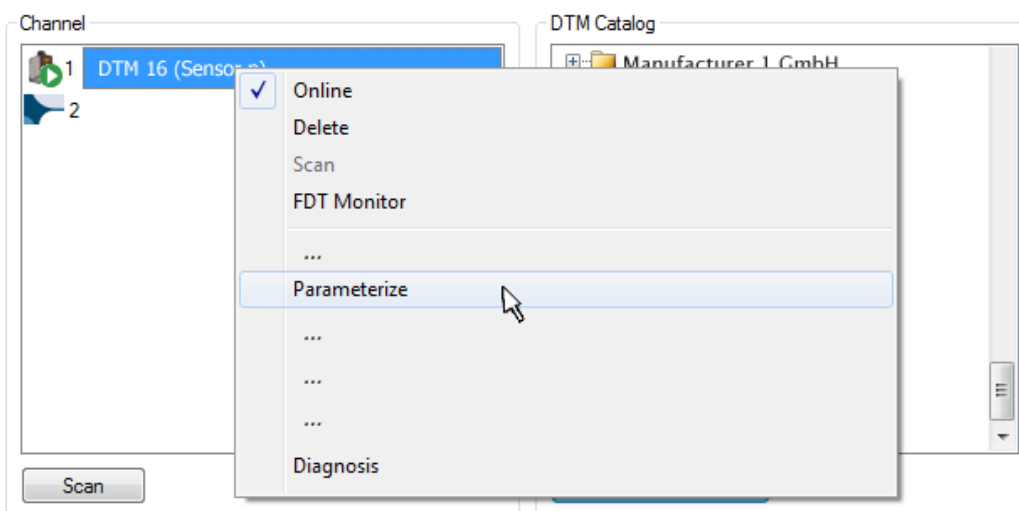 Channel
DTM Catalog
1 DTM 16 (Sensor n)
Manufacturer 1 GmbH
2
Online
Delete
Scan
FDT Monitor
...
Parameterize
...
...
...
Diagnosis
Scan